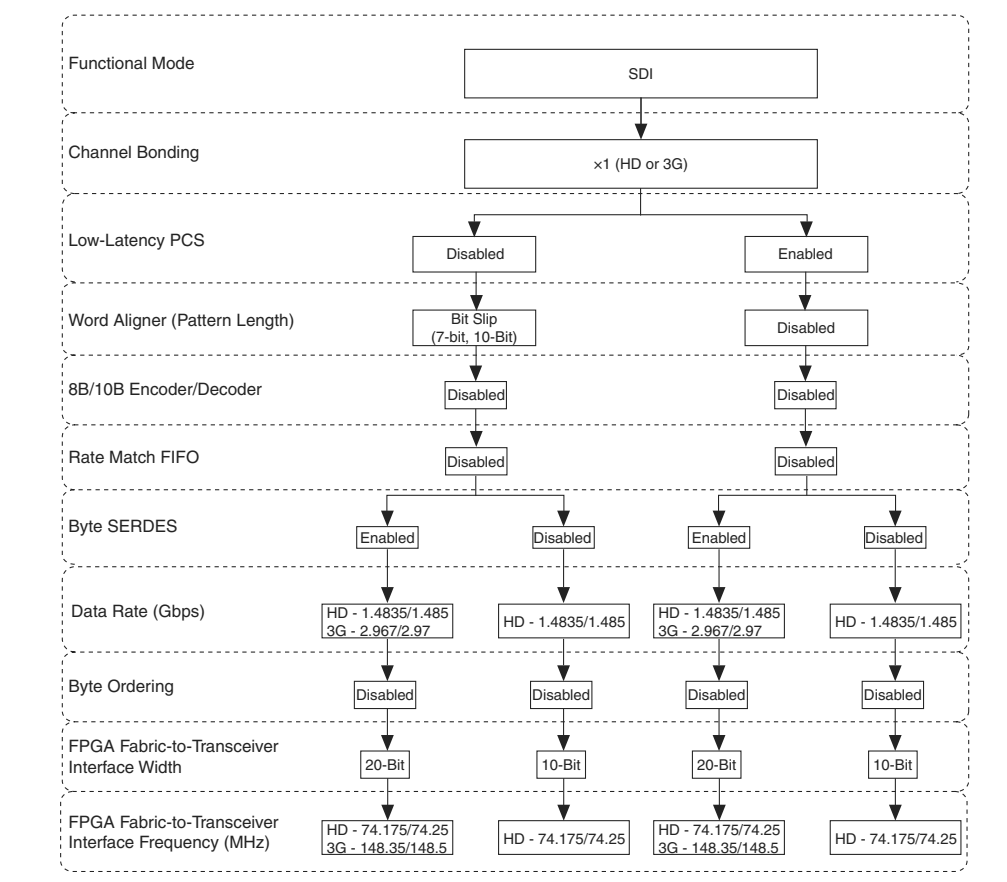 Functional Mode
SDI
Channel Bonding
×1 (HD or 3G)
Low-Latency PCS
Disabled
Enabled
Word Aligner (Pattern Length)
Bit Slip
(7-bit, 10-Bit)
Disabled
8B/10B Encoder/Decoder
Disabled
Disabled
Rate Match FIFO
Disabled
Disabled
Byte SERDES
Enabled
Disabled
Enabled
Disabled
Data Rate (Gbps)
HD - 1.4835/1.485
3G - 2.967/2.97
HD - 1.4835/1.485
HD - 1.4835/1.485
3G - 2.967/2.97
HD - 1.4835/1.485
Byte Ordering
Disabled
Disabled
Disabled
Disabled
FPGA Fabric-to-Transceiver
Interface Width
20-Bit
10-Bit
20-Bit
10-Bit
FPGA Fabric-to-Transceiver
Interface Frequency (MHz)
HD - 74.175/74.25
3G - 148.35/148.5
HD - 74.175/74.25
HD - 74.175/74.25
3G - 148.35/148.5
HD - 74.175/74.25